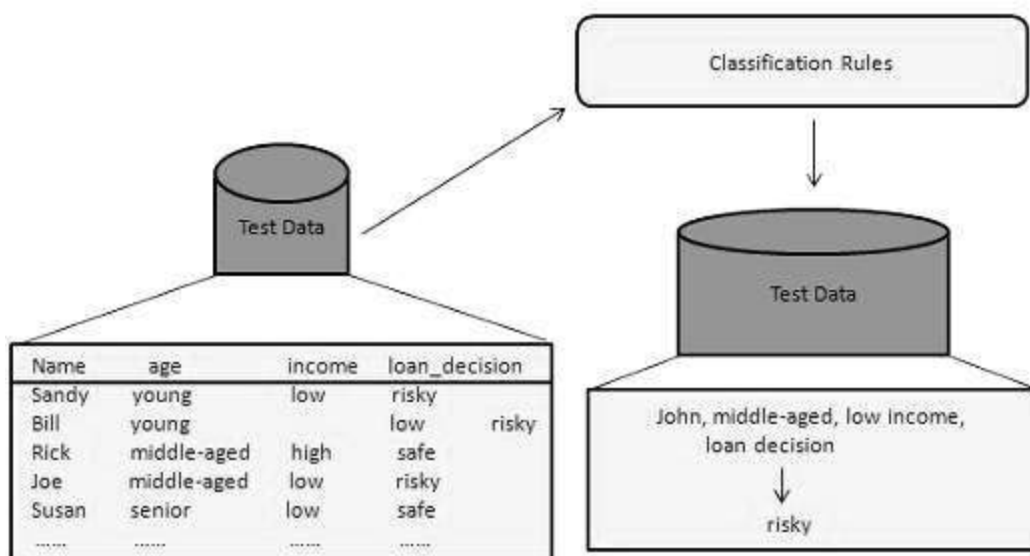 Classification Rules
Test Data
Name age income loan_decision
Sandy young low risky
Bill young low risky
Rick middle-aged high safe
Joe middle-aged low risky
Susan senior low safe
...... ...... ...... ......
Test Data
John, middle-aged, low income,
loan decision
risky